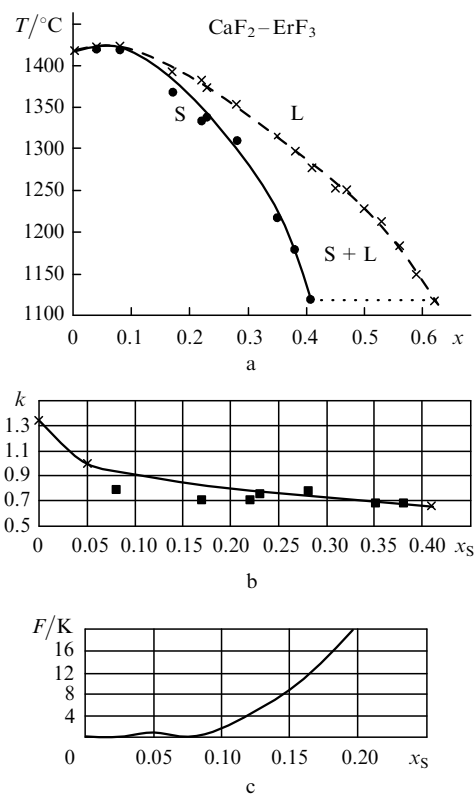 T/°C
CaF₂–ErF₃
1400
1350
L
S
1300
1250
1200
S + L
1150
1100
0 0.1 0.2 0.3 0.4 0.5 0.6 x
a
k
1.3
1.1
0.9
0.7
0.5
0 0.05 0.10 0.15 0.20 0.25 0.30 0.35 0.40 xS
b
F/K
16
12
8
4
0 0.05 0.10 0.15 0.20 xS
c